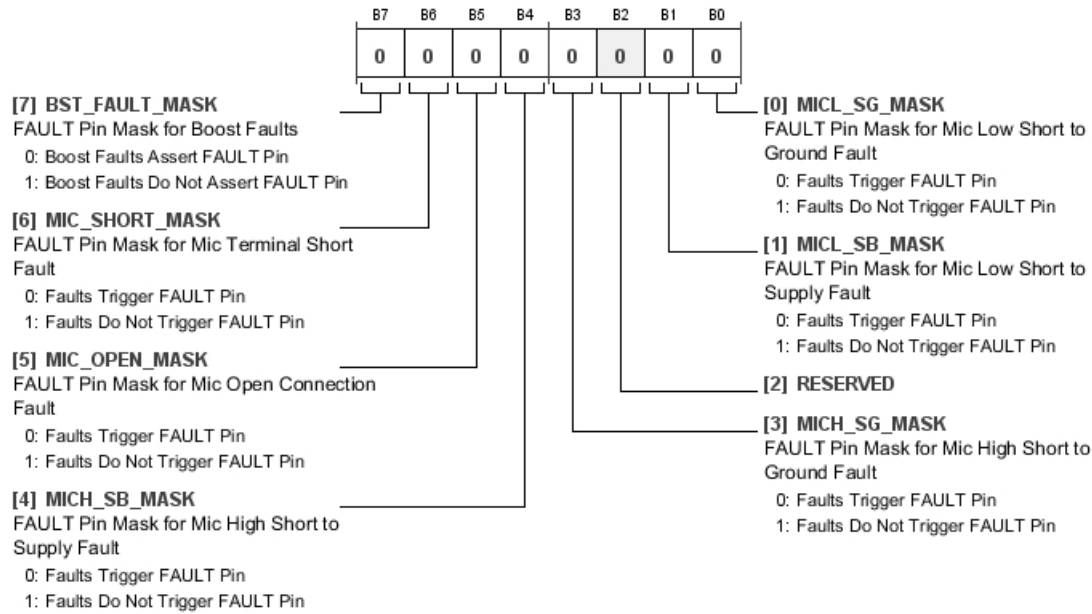 B7 B6 B5 B4 B3 B2 B1 B0
0 0 0 0 0 0 0 0
[7] BST_FAULT_MASK
FAULT Pin Mask for Boost Faults
0: Boost Faults Assert FAULT Pin
1: Boost Faults Do Not Assert FAULT Pin
[6] MIC_SHORT_MASK
FAULT Pin Mask for Mic Terminal Short
Fault
0: Faults Trigger FAULT Pin
1: Faults Do Not Trigger FAULT Pin
[5] MIC_OPEN_MASK
FAULT Pin Mask for Mic Open Connection
Fault
0: Faults Trigger FAULT Pin
1: Faults Do Not Trigger FAULT Pin
[4] MICH_SB_MASK
FAULT Pin Mask for Mic High Short to
Supply Fault
0: Faults Trigger FAULT Pin
1: Faults Do Not Trigger FAULT Pin
[0] MICL_SG_MASK
FAULT Pin Mask for Mic Low Short to
Ground Fault
0: Faults Trigger FAULT Pin
1: Faults Do Not Trigger FAULT Pin
[1] MICL_SB_MASK
FAULT Pin Mask for Mic Low Short to
Supply Fault
0: Faults Trigger FAULT Pin
1: Faults Do Not Trigger FAULT Pin
[2] RESERVED
[3] MICH_SG_MASK
FAULT Pin Mask for Mic High Short to
Ground Fault
0: Faults Trigger FAULT Pin
1: Faults Do Not Trigger FAULT Pin